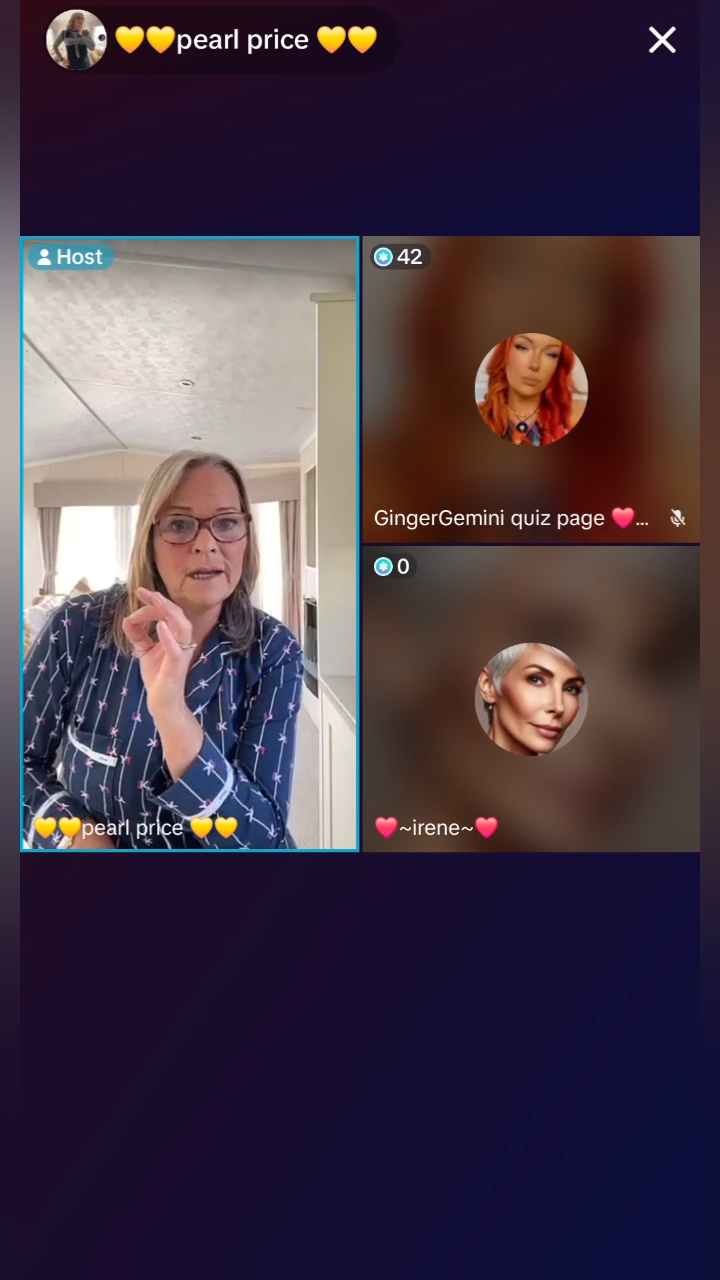 💛💛pearl price 💛💛
Host
42
GingerGemini quiz page ❤️...
0
💛💛pearl price 💛💛
❤️~irene~❤️